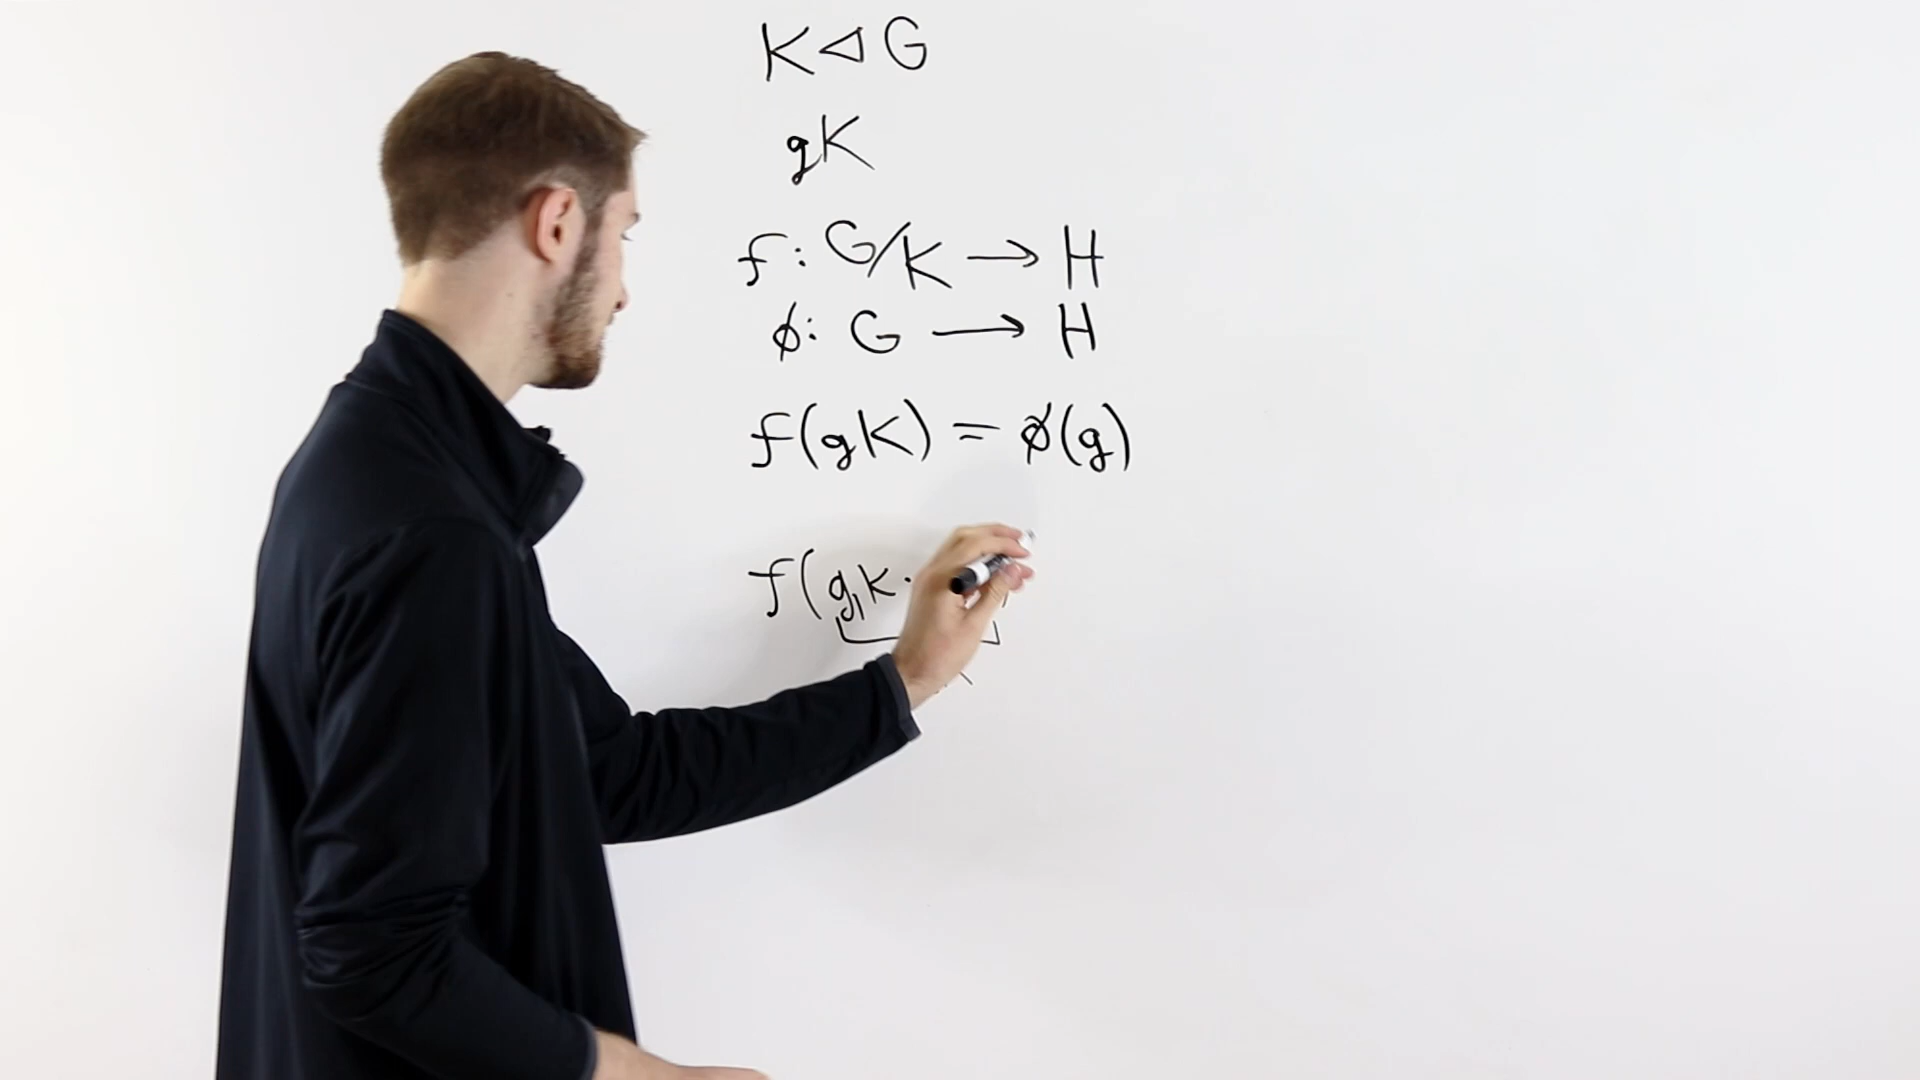 K ◁ G
gK
f: G/K → H
φ: G → H
f(gK) = φ(g)
f(g₁K ·